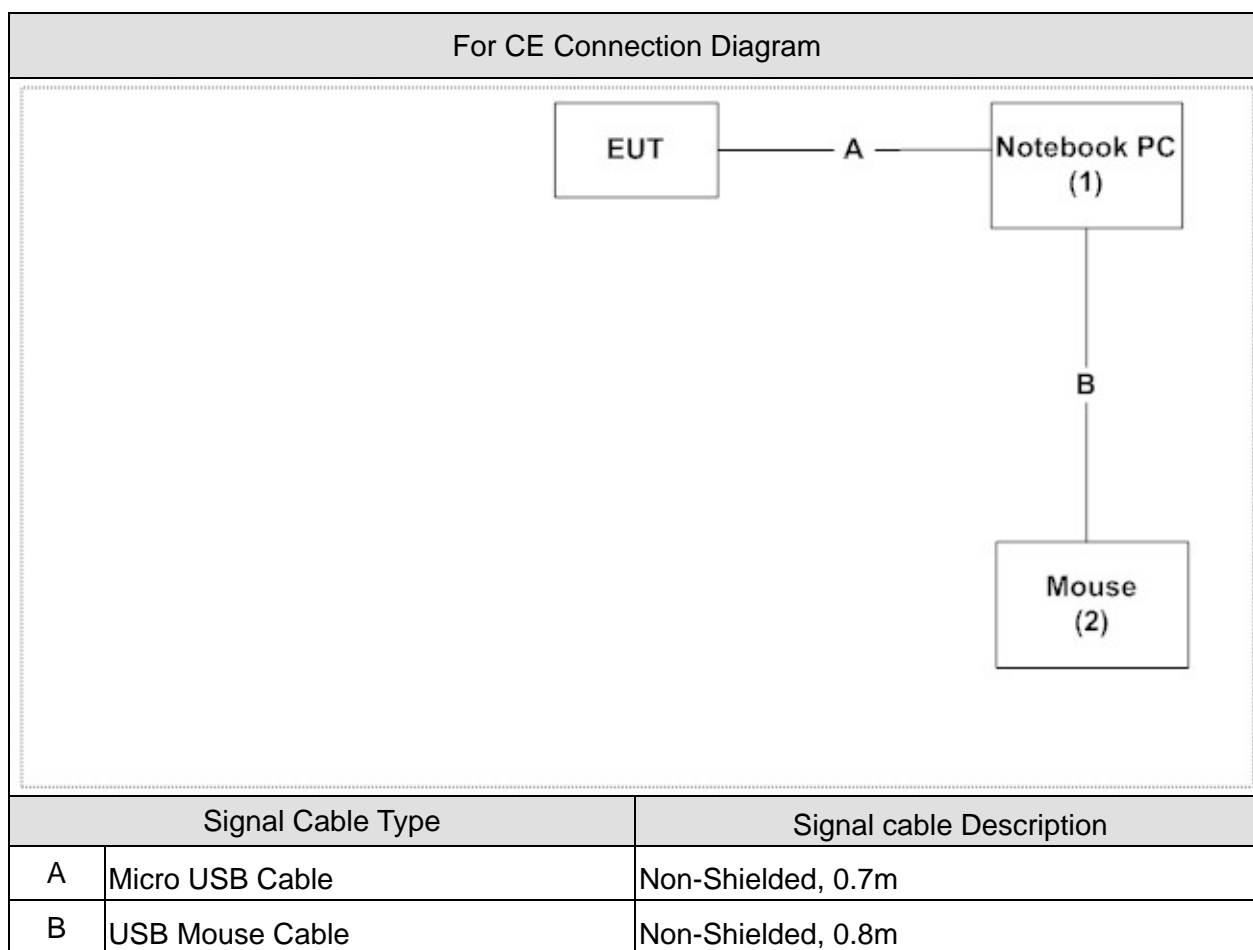 For CE Connection Diagram
EUT
A
Notebook PC
(1)
B
Mouse
(2)
Signal Cable Type Signal cable Description
A Micro USB Cable Non-Shielded, 0.7m
B USB Mouse Cable Non-Shielded, 0.8m